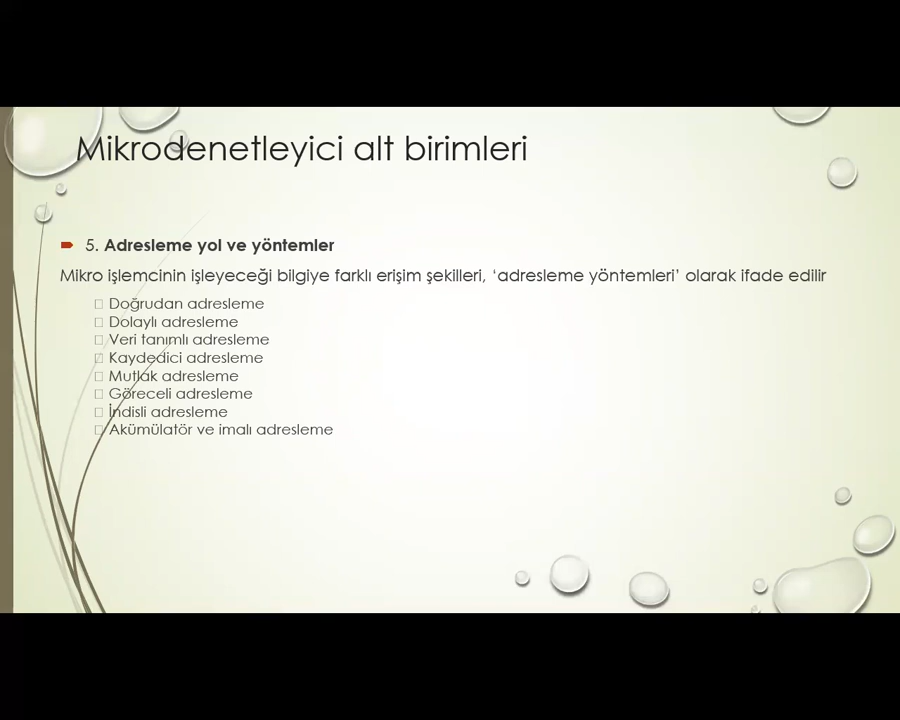 Mikrodenetleyici alt birimleri
5. Adresleme yol ve yöntemler
Mikro işlemcinin işleyeceği bilgiye farklı erişim şekilleri, ‘adresleme yöntemleri’ olarak ifade edilir
Doğrudan adresleme
Dolaylı adresleme
Veri tanımlı adresleme
Kaydedici adresleme
Mutlak adresleme
Göreceli adresleme
İndisli adresleme
Akümülatör ve imalı adresleme